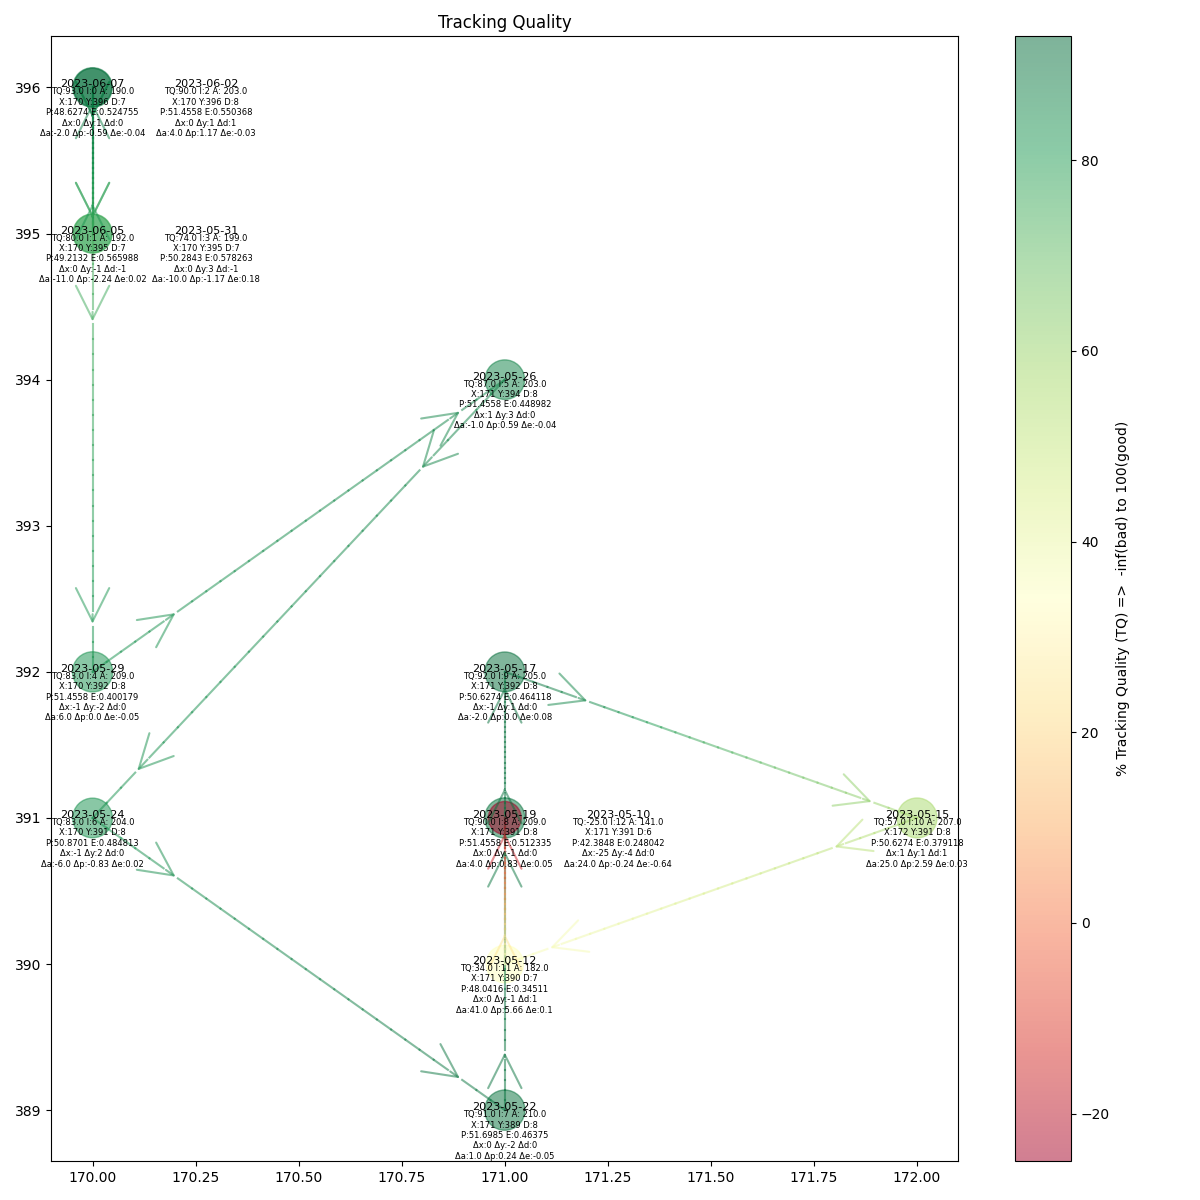 Tracking Quality
396
395
394
393
392
391
390
389
170.00
170.25
170.50
170.75
171.00
171.25
171.50
171.75
172.00
2023-06-07
TQ:93.0 I:0 A: 190.0
X:170 Y:396 D:7
P:48.6274 E:0.524755
Δx:0 Δy:1 Δd:0
Δa:-2.0 Δp:-0.59 Δe:-0.04
2023-06-02
TQ:90.0 I:2 A: 203.0
X:170 Y:396 D:8
P:51.4558 E:0.550368
Δx:0 Δy:1 Δd:1
Δa:4.0 Δp:1.17 Δe:-0.03
2023-06-05
TQ:80.0 I:1 A: 192.0
X:170 Y:395 D:7
P:49.2132 E:0.565988
Δx:0 Δy:-1 Δd:-1
Δa:-11.0 Δp:-2.24 Δe:0.02
2023-05-31
TQ:74.0 I:3 A: 199.0
X:170 Y:395 D:7
P:50.2843 E:0.578263
Δx:0 Δy:3 Δd:-1
Δa:-10.0 Δp:-1.17 Δe:0.18
2023-05-26
TQ:87.0 I:5 A: 203.0
X:171 Y:394 D:8
P:51.4558 E:0.448982
Δx:1 Δy:3 Δd:0
Δa:-1.0 Δp:0.59 Δe:-0.04
2023-05-29
TQ:83.0 I:4 A: 209.0
X:170 Y:392 D:8
P:51.4558 E:0.400179
Δx:-1 Δy:-2 Δd:0
Δa:6.0 Δp:0.0 Δe:-0.05
2023-05-17
TQ:92.0 I:9 A: 205.0
X:171 Y:392 D:8
P:50.6274 E:0.464118
Δx:-1 Δy:1 Δd:0
Δa:-2.0 Δp:0.0 Δe:0.08
2023-05-24
TQ:83.0 I:6 A: 204.0
X:170 Y:391 D:8
P:50.8701 E:0.484813
Δx:-1 Δy:2 Δd:0
Δa:-6.0 Δp:-0.83 Δe:0.02
2023-05-19
TQ:90.0 I:8 A: 209.0
X:171 Y:391 D:8
P:51.4558 E:0.512335
Δx:0 Δy:-1 Δd:0
Δa:4.0 Δp:0.83 Δe:0.05
2023-05-10
TQ:-25.0 I:12 A: 141.0
X:171 Y:391 D:6
P:42.3848 E:0.248042
Δx:-25 Δy:-4 Δd:0
Δa:24.0 Δp:-0.24 Δe:-0.64
2023-05-15
TQ:57.0 I:10 A: 207.0
X:172 Y:391 D:8
P:50.6274 E:0.379118
Δx:1 Δy:1 Δd:1
Δa:25.0 Δp:2.59 Δe:0.03
2023-05-12
TQ:34.0 I:11 A: 182.0
X:171 Y:390 D:7
P:48.0416 E:0.34511
Δx:0 Δy:-1 Δd:1
Δa:41.0 Δp:5.66 Δe:0.1
2023-05-22
TQ:91.0 I:7 A: 210.0
X:171 Y:389 D:8
P:51.6985 E:0.46375
Δx:0 Δy:-2 Δd:0
Δa:1.0 Δp:0.24 Δe:-0.05
80
60
40
20
0
−20
% Tracking Quality (TQ) => -inf(bad) to 100(good)